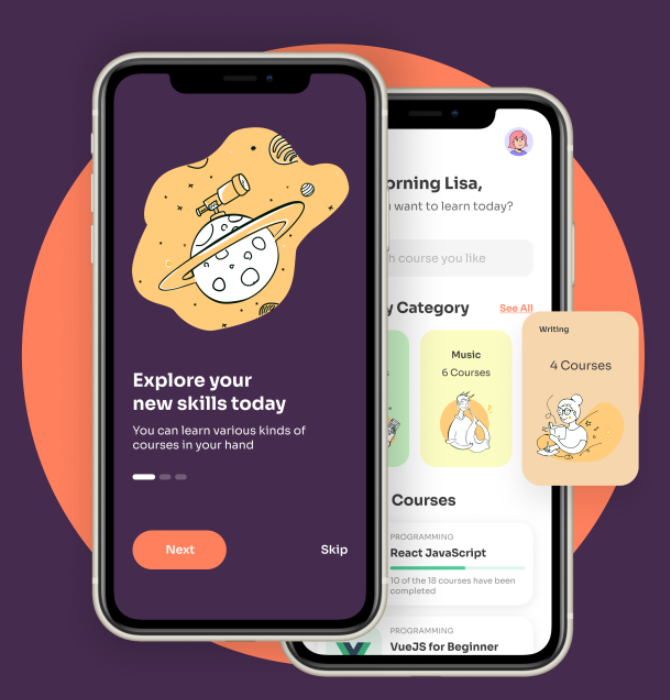 Explore your
new skills today
You can learn various kinds of
courses in your hand
Next
Skip
Lisa,
want to learn today?
course you like
Category
See All
Music
6 Courses
Writing
4 Courses
Courses
PROGRAMMING
React JavaScript
10 of the 18 courses have been
completed
PROGRAMMING
VueJS for Beginner